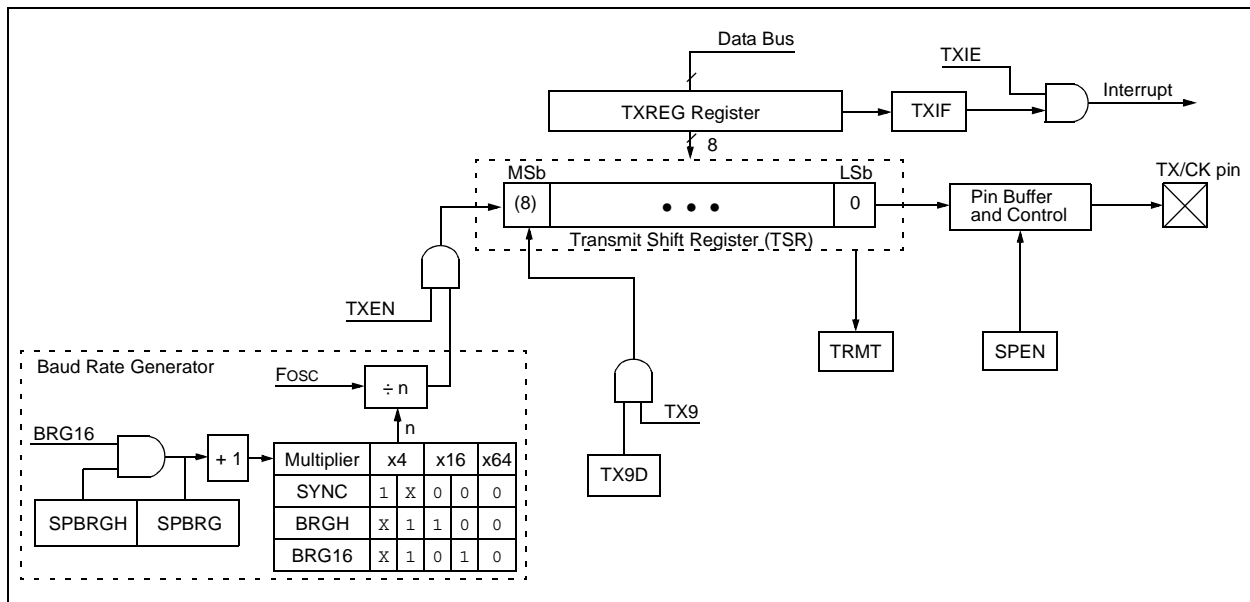 Data Bus
TXIE
Interrupt
TXREG Register
TXIF
8
MSb
LSb
TX/CK pin
(8)
• • •
0
Pin Buffer
and Control
Transmit Shift Register (TSR)
TXEN
TRMT
SPEN
Baud Rate Generator
FOSC
÷ n
TX9
n
BRG16
+ 1
Multiplier x4 x16 x64
TX9D
SYNC 1 X 0 0 0
SPBRGH SPBRG
BRGH X 1 1 0 0
BRG16 X 1 0 1 0